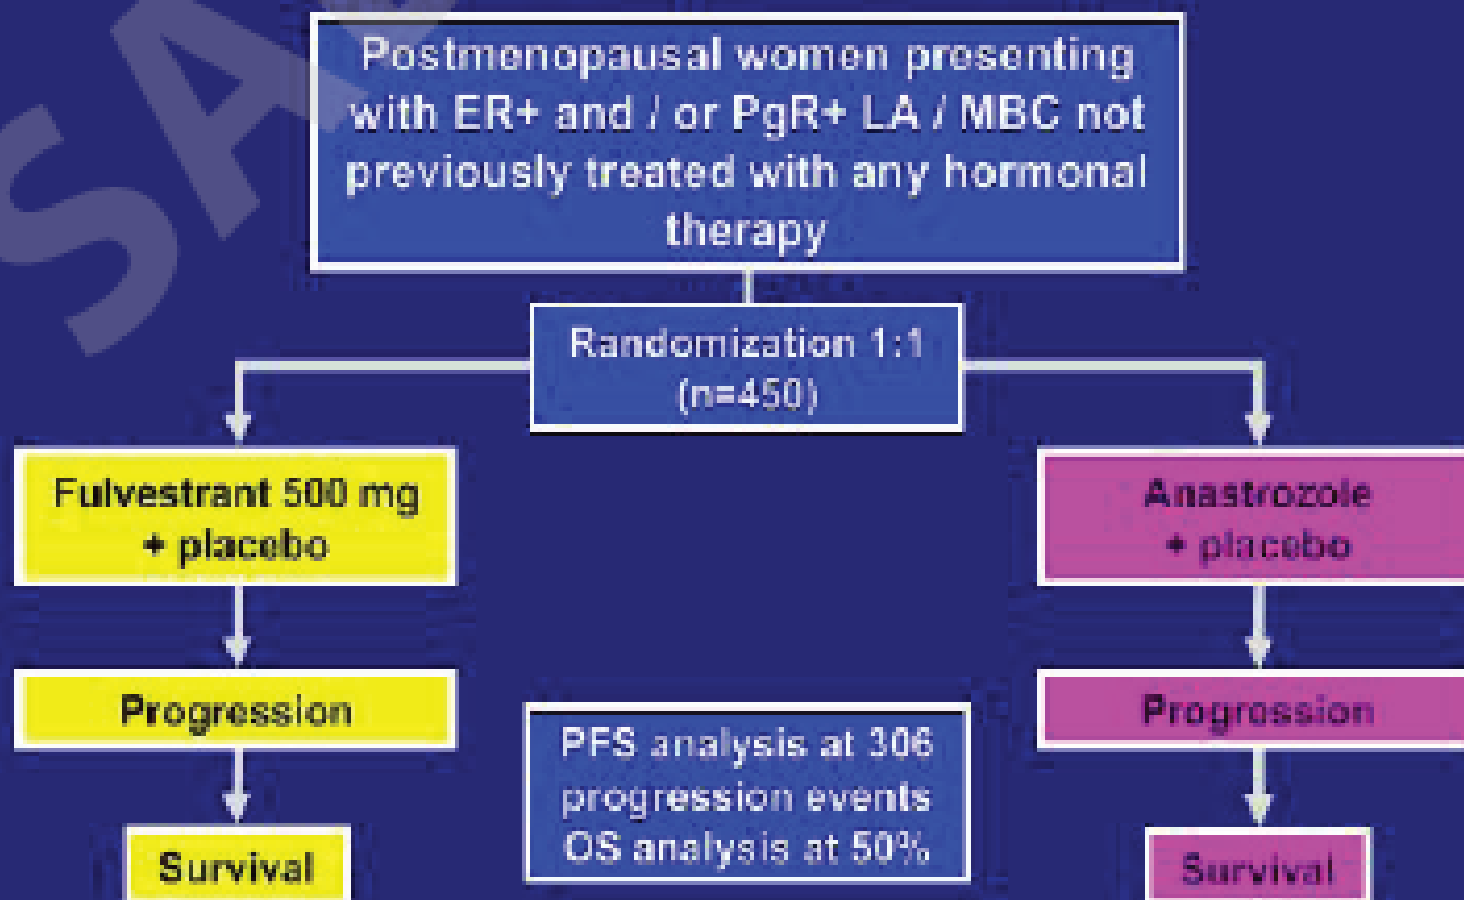 Postmenopausal women presenting
with ER+ and / or PgR+ LA / MBC not
previously treated with any hormonal
therapy
Randomization 1:1
(n=450)
Fulvestrant 500 mg
+ placebo
Anastrozole
+ placebo
Progression
Progression
PFS analysis at 306
progression events
OS analysis at 50%
Survival
Survival
SA